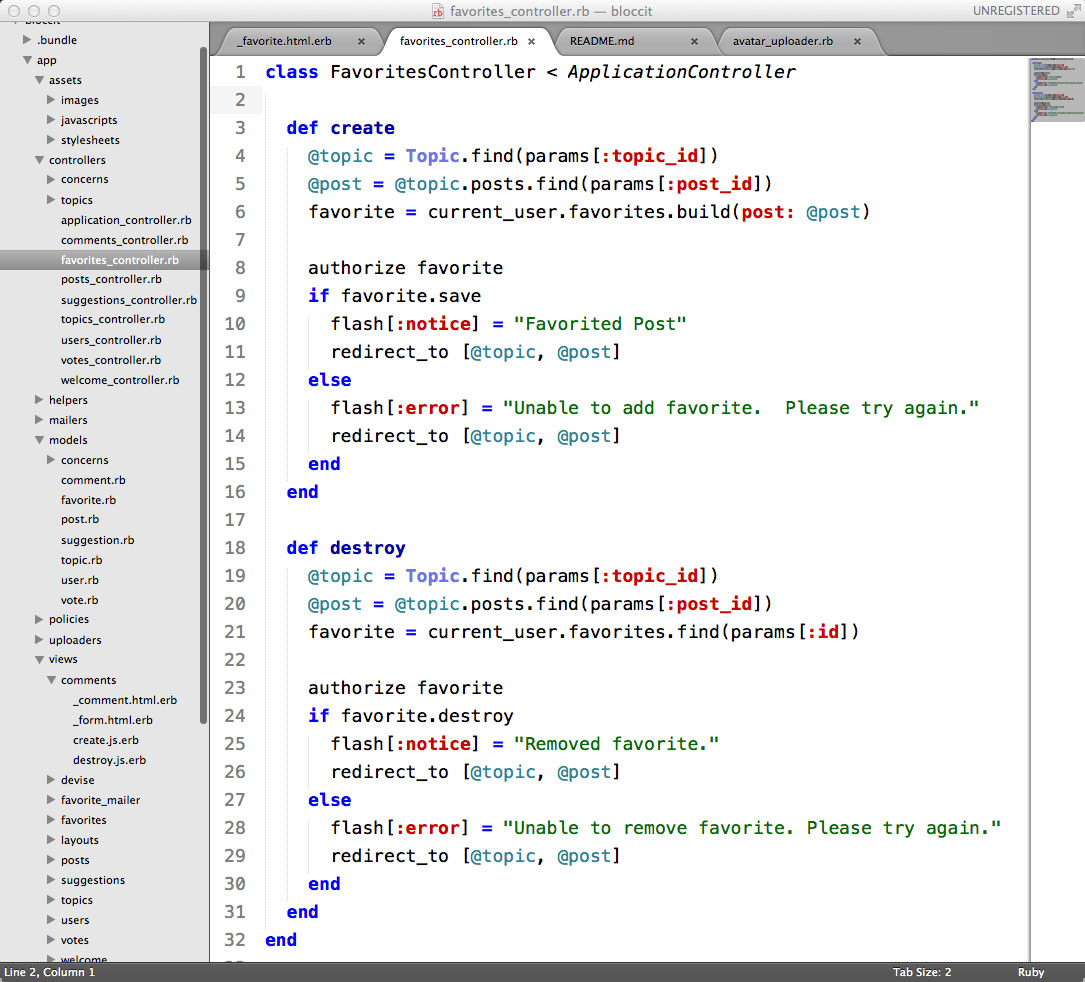 favorites_controller.rb — bloccit
UNREGISTERED
bloccit
.bundle
app
assets
images
javascripts
stylesheets
controllers
concerns
topics
application_controller.rb
comments_controller.rb
favorites_controller.rb
posts_controller.rb
suggestions_controller.rb
topics_controller.rb
users_controller.rb
votes_controller.rb
welcome_controller.rb
helpers
mailers
models
concerns
comment.rb
favorite.rb
post.rb
suggestion.rb
topic.rb
user.rb
vote.rb
policies
uploaders
views
comments
_comment.html.erb
_form.html.erb
create.js.erb
destroy.js.erb
devise
favorite_mailer
favorites
layouts
posts
suggestions
topics
users
votes
welcome
_favorite.html.erb ×
favorites_controller.rb ×
README.md ×
avatar_uploader.rb ×
1 class FavoritesController < ApplicationController
2
3   def create
4     @topic = Topic.find(params[:topic_id])
5     @post = @topic.posts.find(params[:post_id])
6     favorite = current_user.favorites.build(post: @post)
7
8     authorize favorite
9     if favorite.save
10       flash[:notice] = "Favorited Post"
11       redirect_to [@topic, @post]
12     else
13       flash[:error] = "Unable to add favorite.  Please try again."
14       redirect_to [@topic, @post]
15     end
16   end
17
18   def destroy
19     @topic = Topic.find(params[:topic_id])
20     @post = @topic.posts.find(params[:post_id])
21     favorite = current_user.favorites.find(params[:id])
22
23     authorize favorite
24     if favorite.destroy
25       flash[:notice] = "Removed favorite."
26       redirect_to [@topic, @post]
27     else
28       flash[:error] = "Unable to remove favorite. Please try again."
29       redirect_to [@topic, @post]
30     end
31   end
32 end
Line 2, Column 1
Tab Size: 2
Ruby